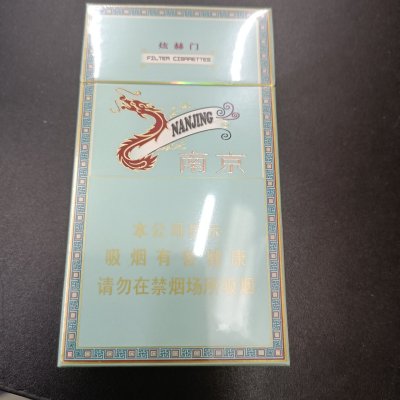 炫赫门
FILTER CIGARETTES
NANJING
南京
本公司提示
吸烟有害健康
请勿在禁烟场所吸烟